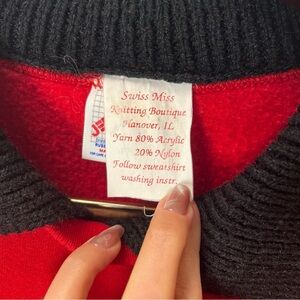 Swiss Miss
Knitting Boutique
Hanover, IL
Yarn 80% Acrylic
20% Nylon
Follow sweatshirt
washing instr.